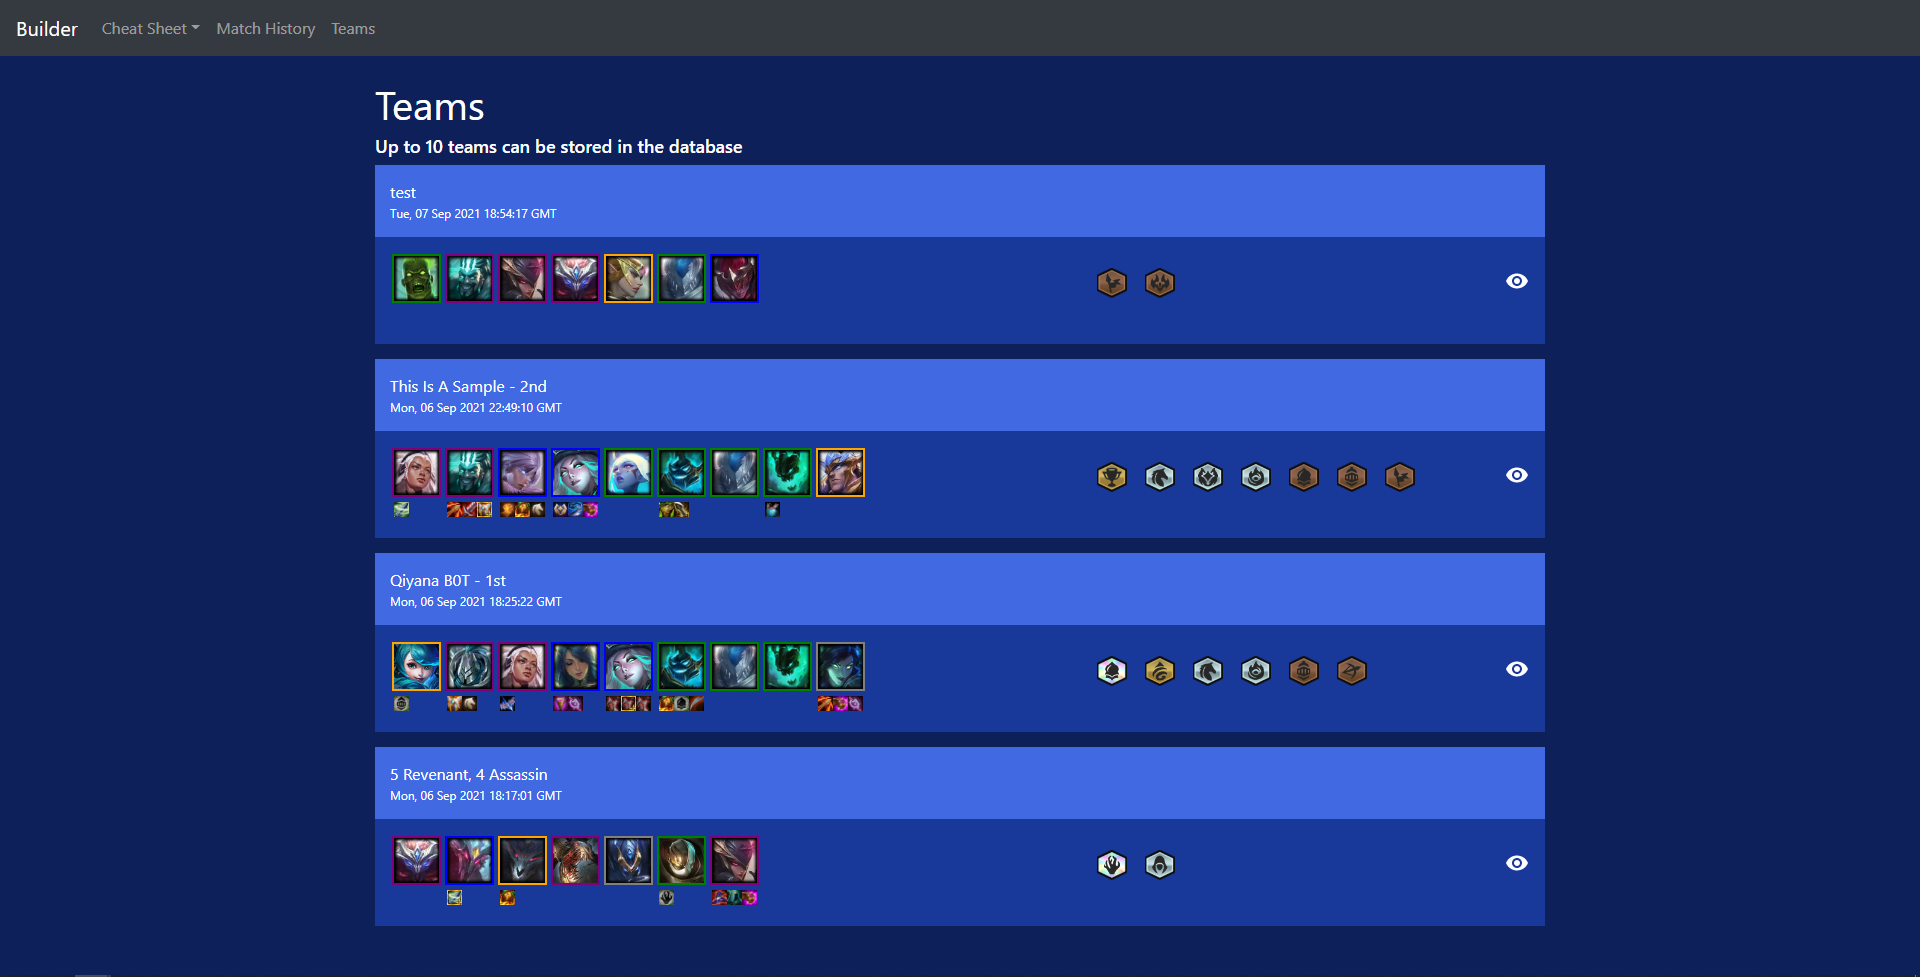 Builder Cheat Sheet Match History Teams
Teams
Up to 10 teams can be stored in the database
test
Tue, 07 Sep 2021 18:54:17 GMT
This Is A Sample - 2nd
Mon, 06 Sep 2021 22:49:10 GMT
Qiyana B0T - 1st
Mon, 06 Sep 2021 18:25:22 GMT
5 Revenant, 4 Assassin
Mon, 06 Sep 2021 18:17:01 GMT